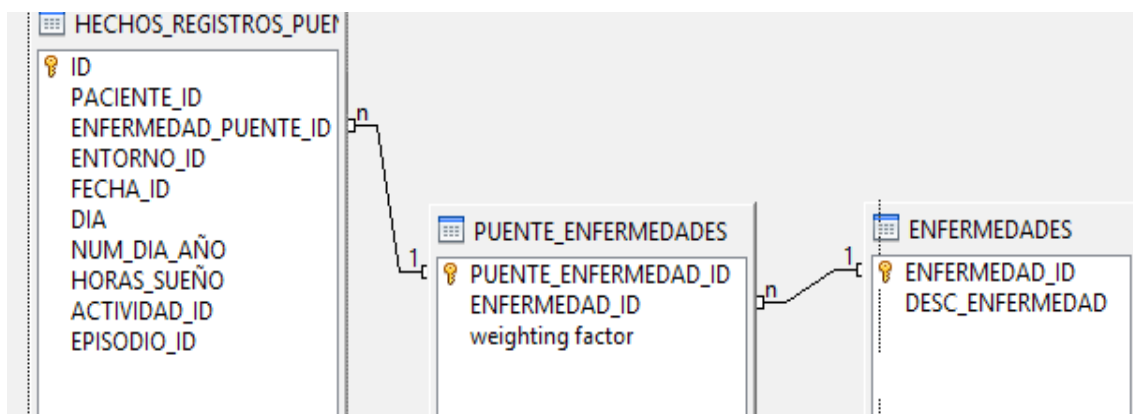 HECHOS_REGISTROS_PUEN
ID
PACIENTE_ID
ENFERMEDAD_PUENTE_ID
ENTORNO_ID
FECHA_ID
DIA
NUM_DIA_AÑO
HORAS_SUEÑO
ACTIVIDAD_ID
EPISODIO_ID
n
1
PUENTE_ENFERMEDADES
PUENTE_ENFERMEDAD_ID
ENFERMEDAD_ID
weighting factor
n
1
ENFERMEDADES
ENFERMEDAD_ID
DESC_ENFERMEDAD